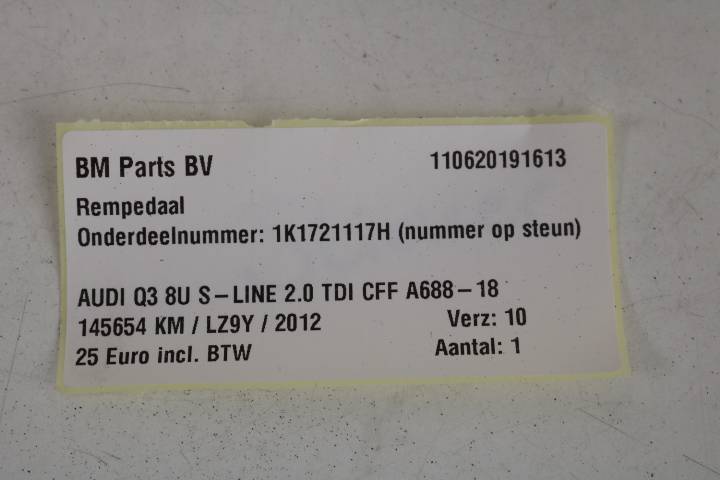 BM Parts BV 110620191613
Rempedaal
Onderdeelnummer: 1K1721117H (nummer op steun)
AUDI Q3 8U S-LINE 2.0 TDI CFF A688-18
145654 KM / LZ9Y / 2012 Verz: 10
25 Euro incl. BTW Aantal: 1